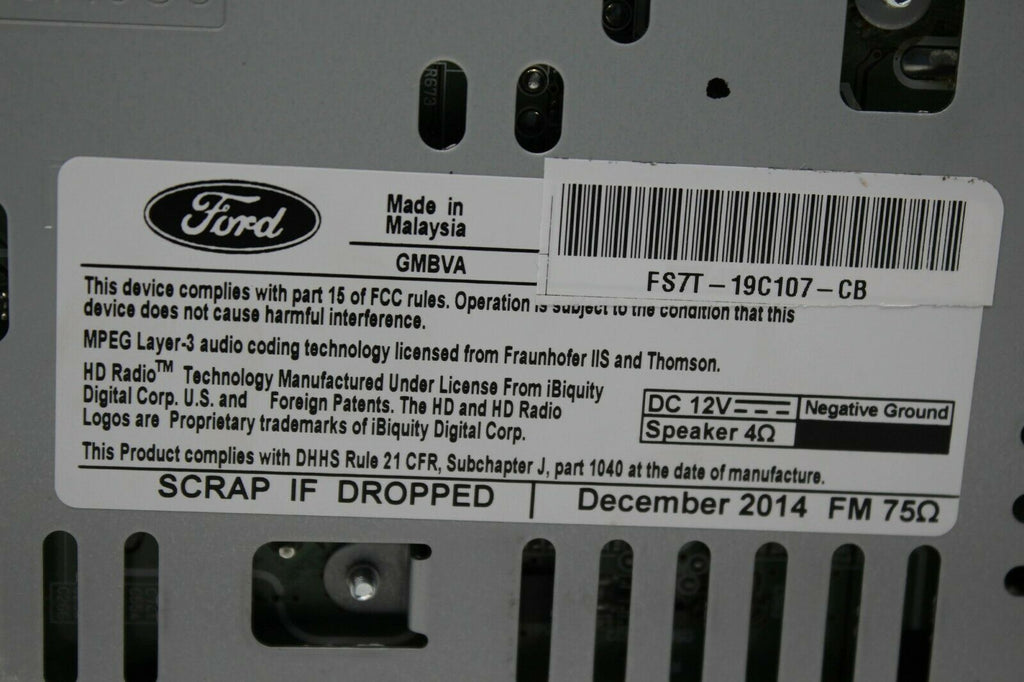 R673
Ford
Made in
Malaysia
GMBVA
FS7T-19C107-CB
This device complies with part 15 of FCC rules. Operation is subject to the condition that this
device does not cause harmful interference.
MPEG Layer-3 audio coding technology licensed from Fraunhofer IIS and Thomson.
HD Radio™ Technology Manufactured Under License From iBiquity
Digital Corp. U.S. and Foreign Patents. The HD and HD Radio
Logos are Proprietary trademarks of iBiquity Digital Corp.
DC 12V Negative Ground
Speaker 4Ω
This Product complies with DHHS Rule 21 CFR, Subchapter J, part 1040 at the date of manufacture.
SCRAP IF DROPPED December 2014 FM 75Ω